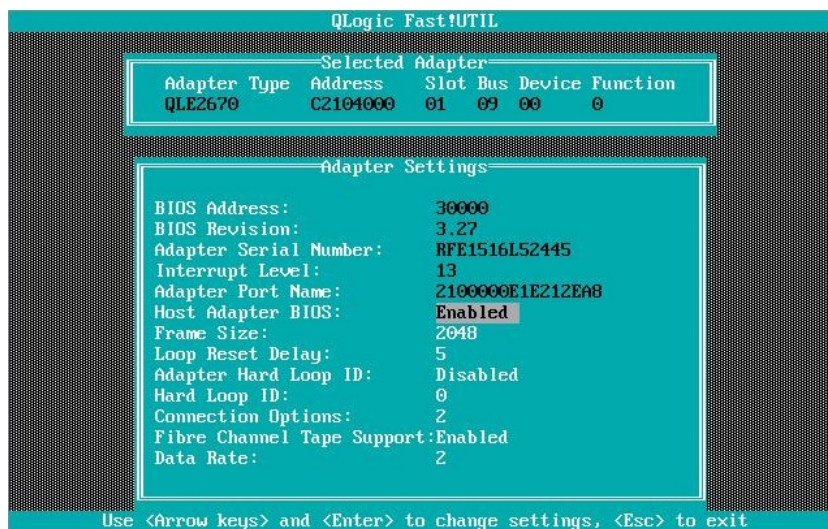 QLogic Fast!UTIL
Selected Adapter
Adapter Type Address Slot Bus Device Function
QLE2670 C2104000 01 09 00 0
Adapter Settings
BIOS Address: 30000
BIOS Revision: 3.27
Adapter Serial Number: RFE1516L52445
Interrupt Level: 13
Adapter Port Name: 2100000E1E212EA8
Host Adapter BIOS: Enabled
Frame Size: 2048
Loop Reset Delay: 5
Adapter Hard Loop ID: Disabled
Hard Loop ID: 0
Connection Options: 2
Fibre Channel Tape Support:Enabled
Data Rate: 2
Use <Arrow keys> and <Enter> to change settings, <Esc> to exit